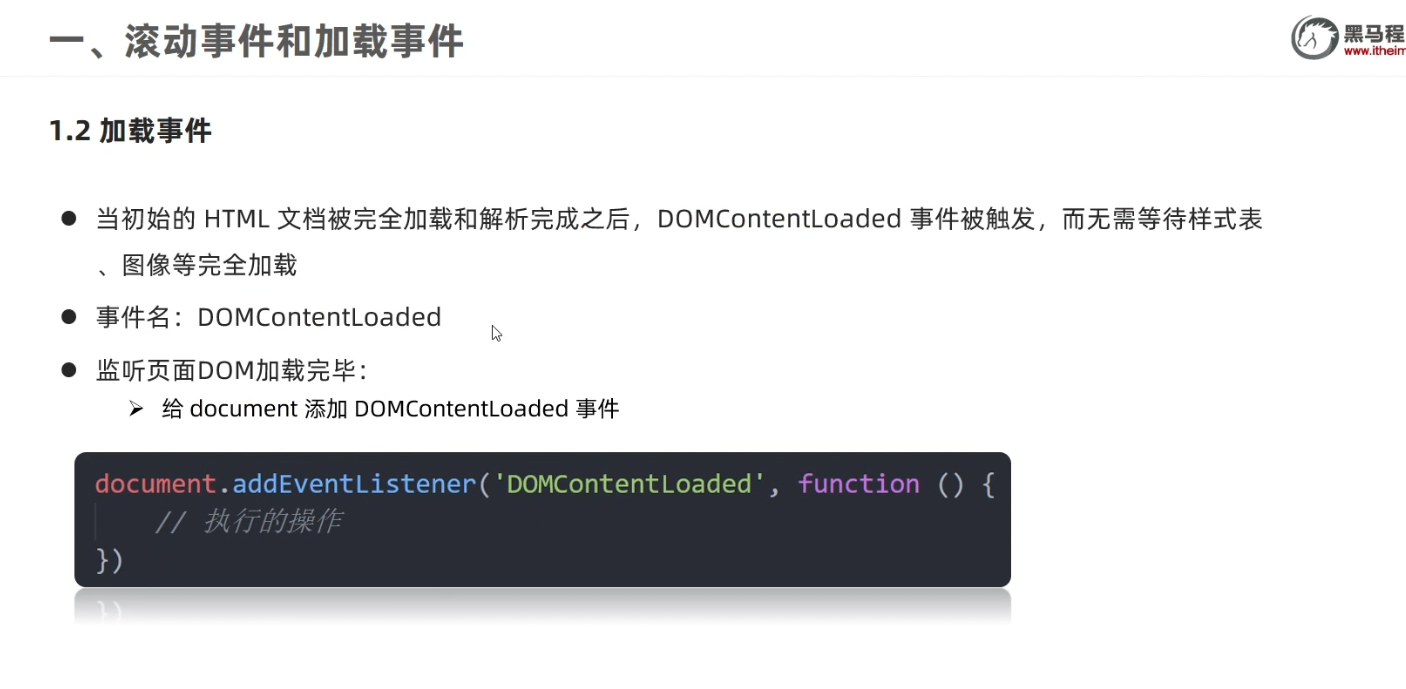 一、滚动事件和加载事件
黑马程
www.itheim
1.2 加载事件
● 当初始的 HTML 文档被完全加载和解析完成之后，DOMContentLoaded 事件被触发，而无需等待样式表
、图像等完全加载
● 事件名：DOMContentLoaded
● 监听页面DOM加载完毕：
➢ 给 document 添加 DOMContentLoaded 事件
document.addEventListener('DOMContentLoaded', function () {
// 执行的操作
})